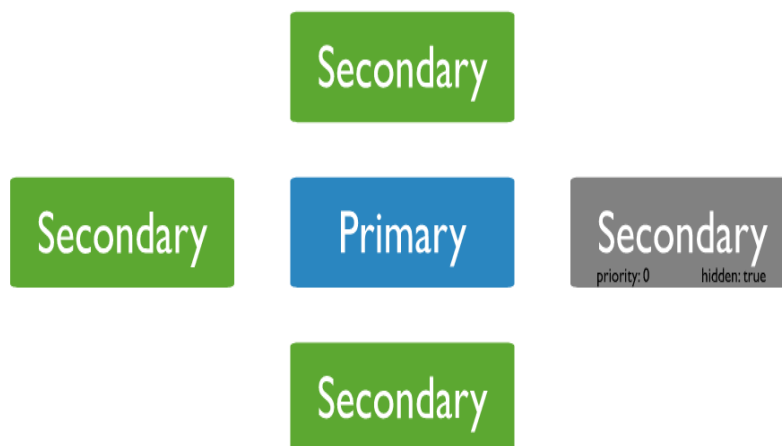 Secondary
Secondary
Primary
Secondary
priority: 0
hidden: true
Secondary